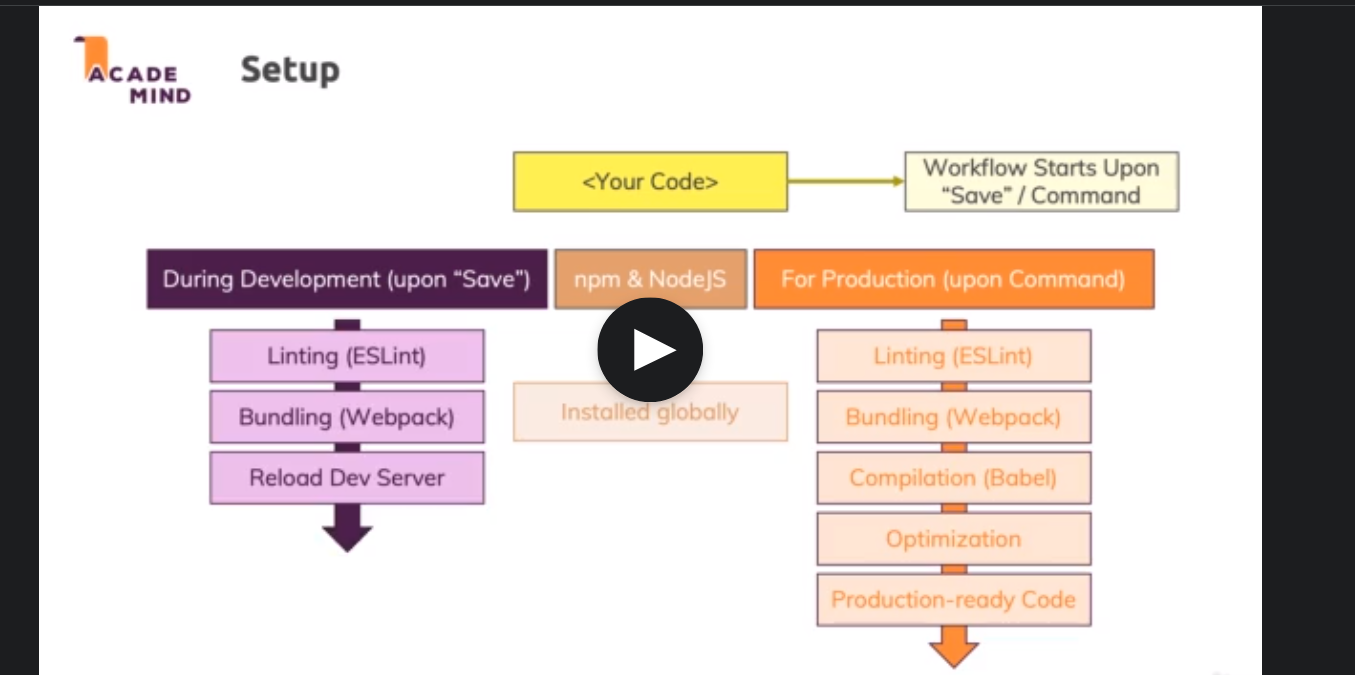 ACADE
MIND
Setup
<Your Code>
Workflow Starts Upon
“Save” / Command
During Development (upon “Save”)
npm & NodeJS
For Production (upon Command)
Linting (ESLint)
Bundling (Webpack)
Reload Dev Server
Installed globally
Linting (ESLint)
Bundling (Webpack)
Compilation (Babel)
Optimization
Production-ready Code